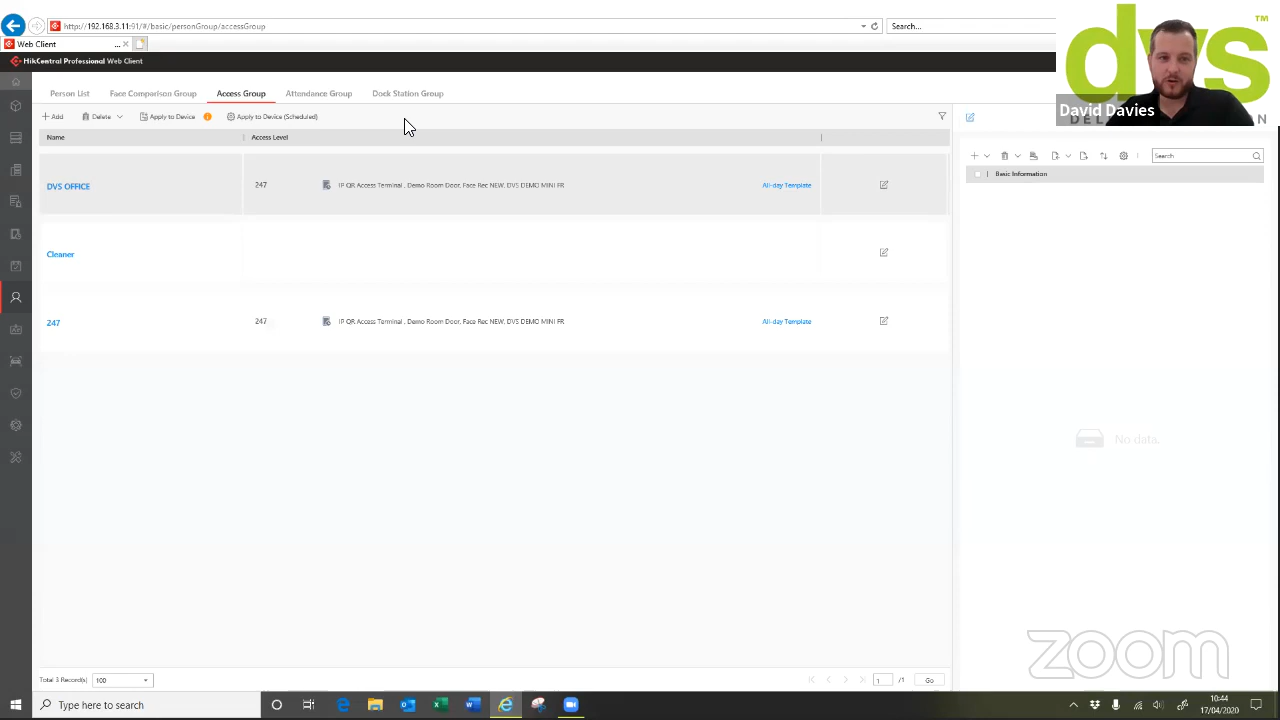 http://192.168.3.11:91/#/basic/personGroup/accessGroup
Search...
Web Client
...
HikCentral Professional Web Client
dvs
TM
David Davies
Person List
Face Comparison Group
Access Group
Attendance Group
Dock Station Group
Add
Delete
Apply to Device
Apply to Device (Scheduled)
Search
Name
Access Level
Basic Information
DVS OFFICE
247
IP QR Access Terminal , Demo Room Door, Face Rec NEW, DVS DEMO MINI FR
All-day Template
Cleaner
247
247
IP QR Access Terminal , Demo Room Door, Face Rec NEW, DVS DEMO MINI FR
All-day Template
No data.
zoom
Total 3 Record(s)
100
1
/1
Go
Type here to search
10:44
17/04/2020